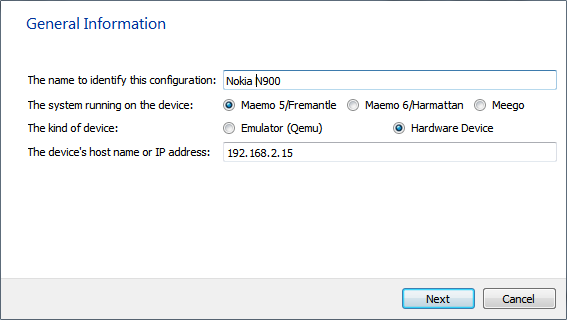 General Information
The name to identify this configuration: Nokia N900
The system running on the device: Maemo 5/Fremantle Maemo 6/Harmattan Meego
The kind of device: Emulator (Qemu) Hardware Device
The device's host name or IP address: 192.168.2.15
Next Cancel